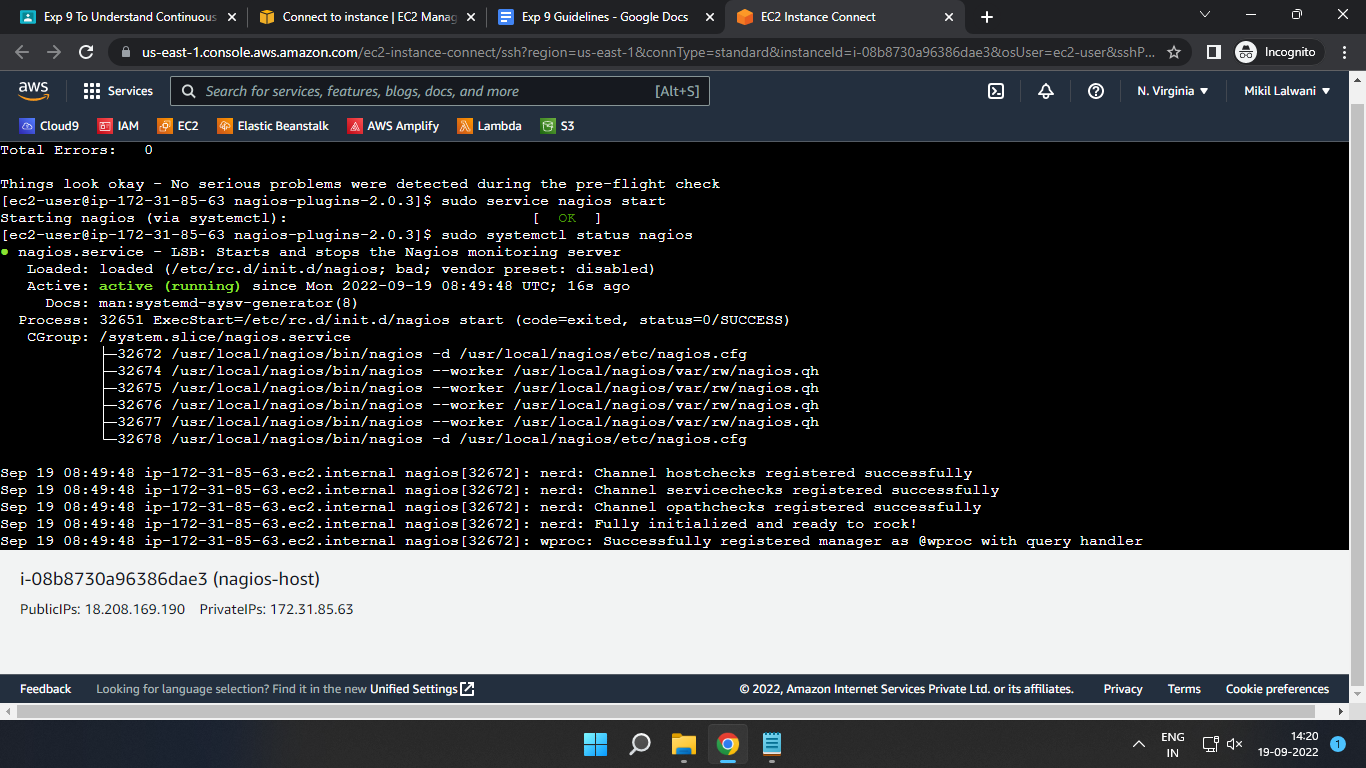 Exp 9 To Understand Continuous
Connect to instance | EC2 Manag
Exp 9 Guidelines - Google Docs
EC2 Instance Connect
us-east-1.console.aws.amazon.com/ec2-instance-connect/ssh?region=us-east-1&connType=standard&instanceId=i-08b8730a96386dae3&osUser=ec2-user&sshP...
Incognito
aws
Services
Search for services, features, blogs, docs, and more
[Alt+S]
N. Virginia
Mikil Lalwani
Cloud9
IAM
EC2
Elastic Beanstalk
AWS Amplify
Lambda
S3
Total Errors:   0
Things look okay - No serious problems were detected during the pre-flight check
[ec2-user@ip-172-31-85-63 nagios-plugins-2.0.3]$ sudo service nagios start
Starting nagios (via systemctl):                           [  OK  ]
[ec2-user@ip-172-31-85-63 nagios-plugins-2.0.3]$ sudo systemctl status nagios
● nagios.service - LSB: Starts and stops the Nagios monitoring server
Loaded: loaded (/etc/rc.d/init.d/nagios; bad; vendor preset: disabled)
Active: active (running) since Mon 2022-09-19 08:49:48 UTC; 16s ago
Docs: man:systemd-sysv-generator(8)
Process: 32651 ExecStart=/etc/rc.d/init.d/nagios start (code=exited, status=0/SUCCESS)
CGroup: /system.slice/nagios.service
├─32672 /usr/local/nagios/bin/nagios -d /usr/local/nagios/etc/nagios.cfg
├─32674 /usr/local/nagios/bin/nagios --worker /usr/local/nagios/var/rw/nagios.qh
├─32675 /usr/local/nagios/bin/nagios --worker /usr/local/nagios/var/rw/nagios.qh
├─32676 /usr/local/nagios/bin/nagios --worker /usr/local/nagios/var/rw/nagios.qh
├─32677 /usr/local/nagios/bin/nagios --worker /usr/local/nagios/var/rw/nagios.qh
└─32678 /usr/local/nagios/bin/nagios -d /usr/local/nagios/etc/nagios.cfg
Sep 19 08:49:48 ip-172-31-85-63.ec2.internal nagios[32672]: nerd: Channel hostchecks registered successfully
Sep 19 08:49:48 ip-172-31-85-63.ec2.internal nagios[32672]: nerd: Channel servicechecks registered successfully
Sep 19 08:49:48 ip-172-31-85-63.ec2.internal nagios[32672]: nerd: Channel opathchecks registered successfully
Sep 19 08:49:48 ip-172-31-85-63.ec2.internal nagios[32672]: nerd: Fully initialized and ready to rock!
Sep 19 08:49:48 ip-172-31-85-63.ec2.internal nagios[32672]: wproc: Successfully registered manager as @wproc with query handler
i-08b8730a96386dae3 (nagios-host)
PublicIPs: 18.208.169.190   PrivateIPs: 172.31.85.63
Feedback
Looking for language selection? Find it in the new Unified Settings
© 2022, Amazon Internet Services Private Ltd. or its affiliates.
Privacy
Terms
Cookie preferences
ENG
IN
14:20
19-09-2022
1